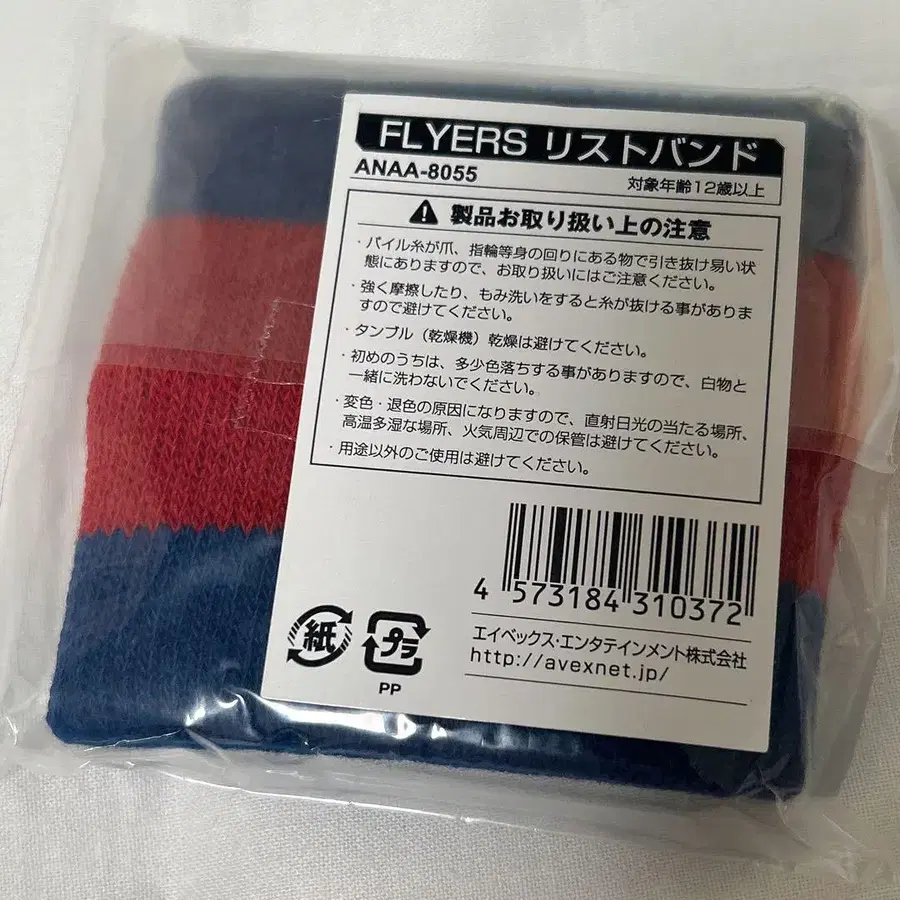 FLYERS リストバンド
ANAA-8055
対象年齢12歳以上
製品お取り扱い上の注意
・パイル糸が爪、指輪等身の回りにある物で引き抜け易い状
態にありますので、お取り扱いにはご注意ください。
・強く摩擦したり、もみ洗いをすると糸が抜ける事がありま
すので避けてください。
・タンブル（乾燥機）乾燥は避けてください。
・初めのうちは、多少色落ちする事がありますので、白物と
一緒に洗わないでください。
・変色・退色の原因になりますので、直射日光の当たる場所、
高温多湿な場所、火気周辺での保管は避けてください。
・用途以外のご使用は避けてください。
4 573184 310372
紙
プラ
PP
エイベックス・エンタテインメント株式会社
http://avexnet.jp/